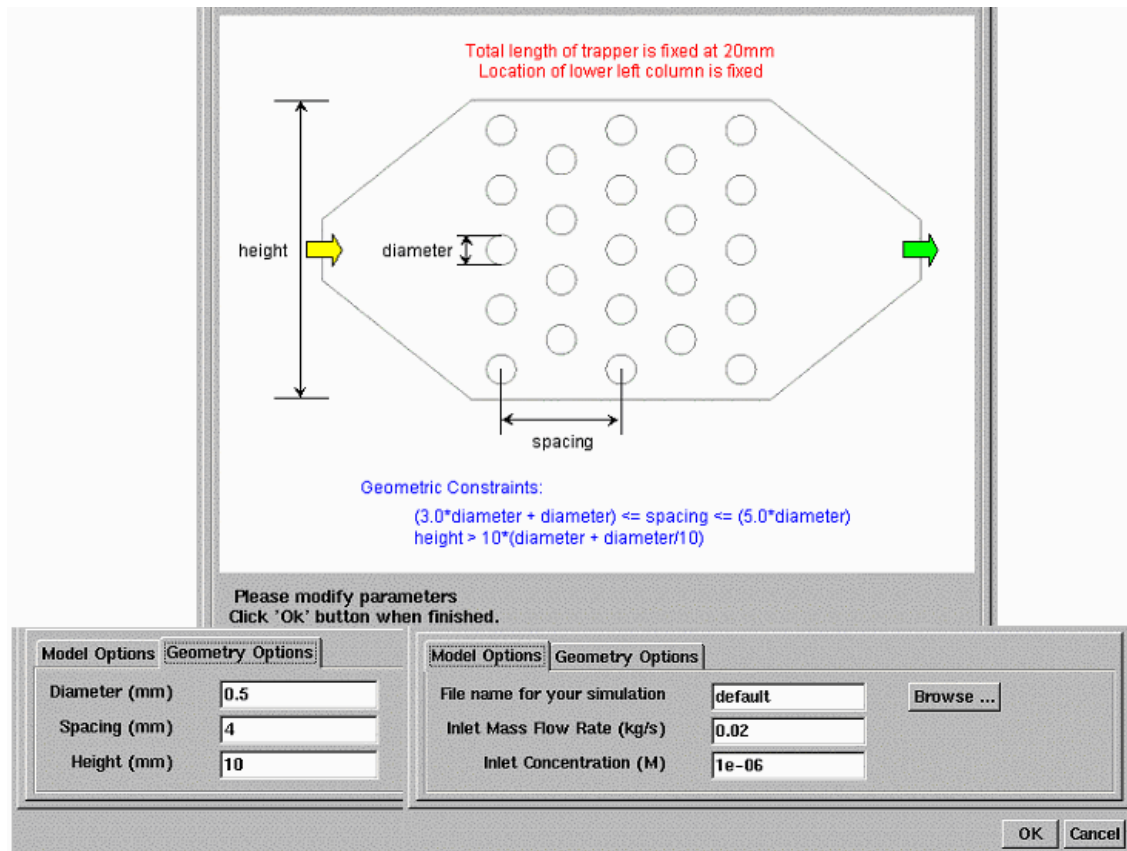 Total length of trapper is fixed at 20mm
Location of lower left column is fixed
height
diameter
spacing
Geometric Constraints:
(3.0*diameter + diameter) <= spacing <= (5.0*diameter)
height > 10*(diameter + diameter/10)
Please modify parameters
Click 'Ok' button when finished.
Model Options Geometry Options
Diameter (mm) 0.5
Spacing (mm) 4
Height (mm) 10
Model Options Geometry Options
File name for your simulation default Browse ...
Inlet Mass Flow Rate (kg/s) 0.02
Inlet Concentration (M) 1e-06
OK Cancel